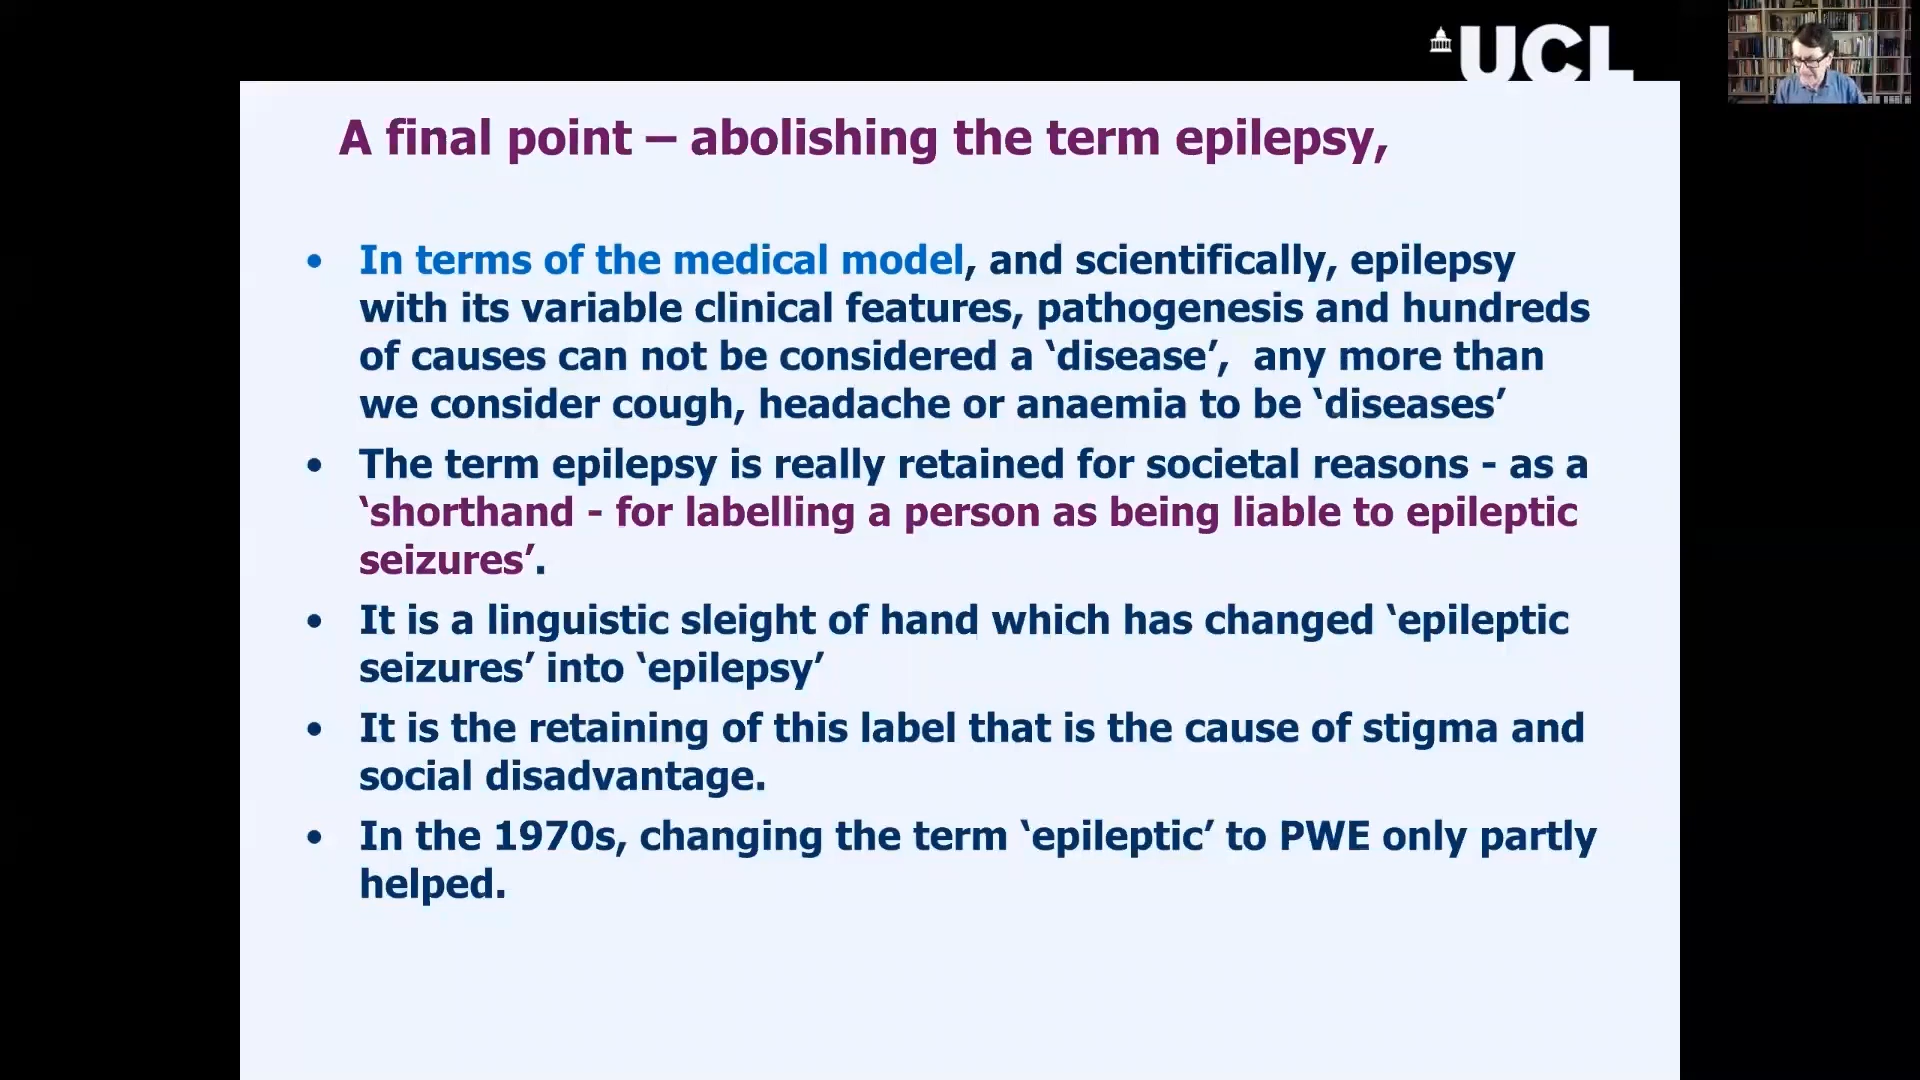 UCL
A final point – abolishing the term epilepsy,
• In terms of the medical model, and scientifically, epilepsy
with its variable clinical features, pathogenesis and hundreds
of causes can not be considered a ‘disease’,  any more than
we consider cough, headache or anaemia to be ‘diseases’
• The term epilepsy is really retained for societal reasons - as a
‘shorthand - for labelling a person as being liable to epileptic
seizures’.
• It is a linguistic sleight of hand which has changed ‘epileptic
seizures’ into ‘epilepsy’
• It is the retaining of this label that is the cause of stigma and
social disadvantage.
• In the 1970s, changing the term ‘epileptic’ to PWE only partly
helped.